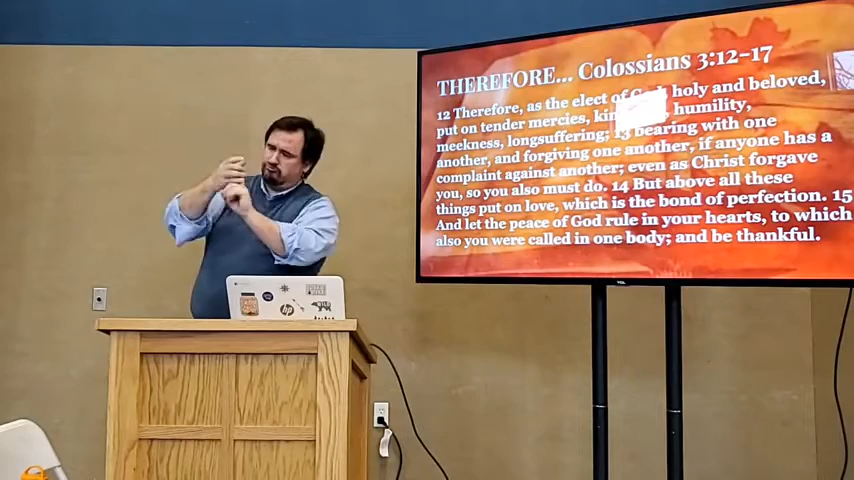 THEREFORE... Colossians 3:12-17
12 Therefore, as the elect of God, holy and beloved,
put on tender mercies, humility,
meekness, longsuffering; 13 bearing with one
another, and forgiving one another, if anyone has a
complaint against another; even as Christ forgave
you, so you also must do. 14 But above all these
things put on love, which is the bond of perfection. 15
And let the peace of God rule in your hearts, to which
also you were called in one body; and be thankful.
TCL
hp